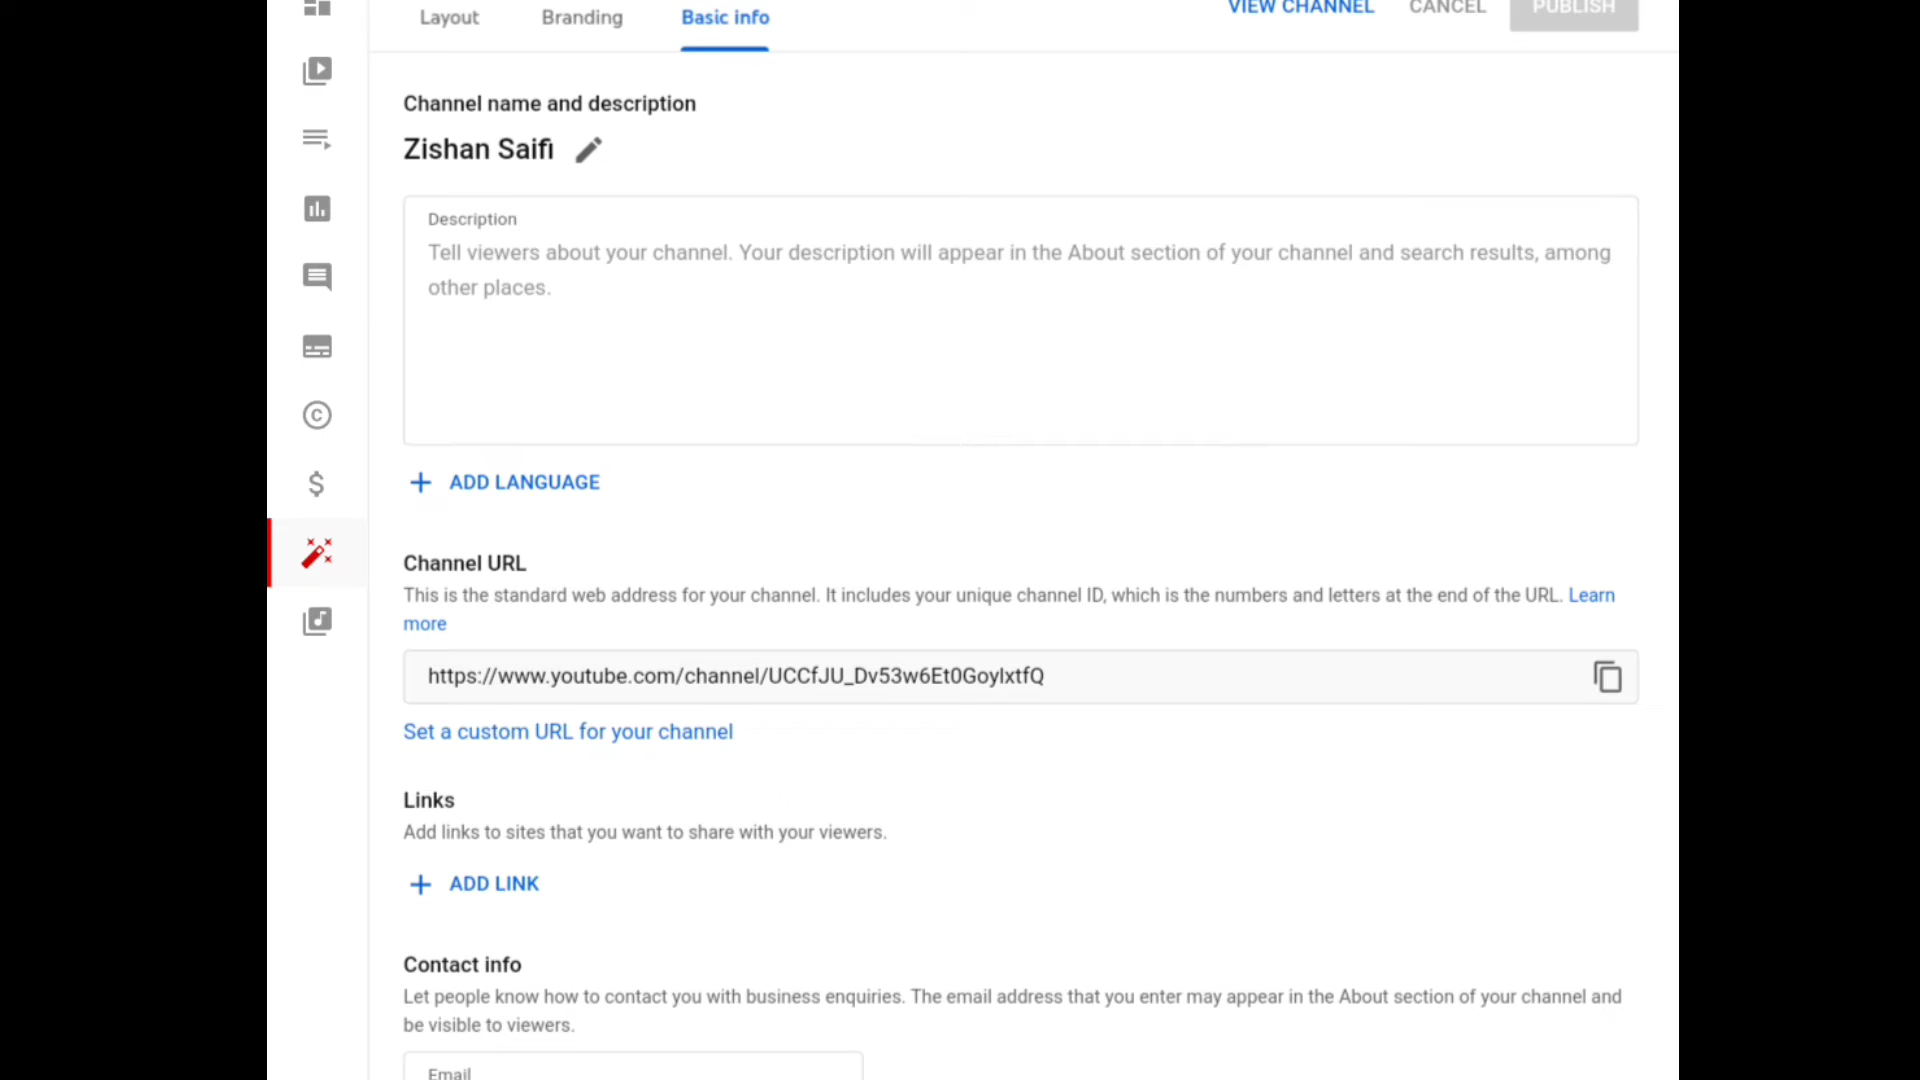 Layout Branding Basic info VIEW CHANNEL CANCEL PUBLISH
Channel name and description
Zishan Saifi
Description
Tell viewers about your channel. Your description will appear in the About section of your channel and search results, among
other places.
ADD LANGUAGE
Channel URL
This is the standard web address for your channel. It includes your unique channel ID, which is the numbers and letters at the end of the URL. Learn
more
https://www.youtube.com/channel/UCCfJU_Dv53w6Et0GoylxtfQ
Set a custom URL for your channel
Links
Add links to sites that you want to share with your viewers.
ADD LINK
Contact info
Let people know how to contact you with business enquiries. The email address that you enter may appear in the About section of your channel and
be visible to viewers.
Email